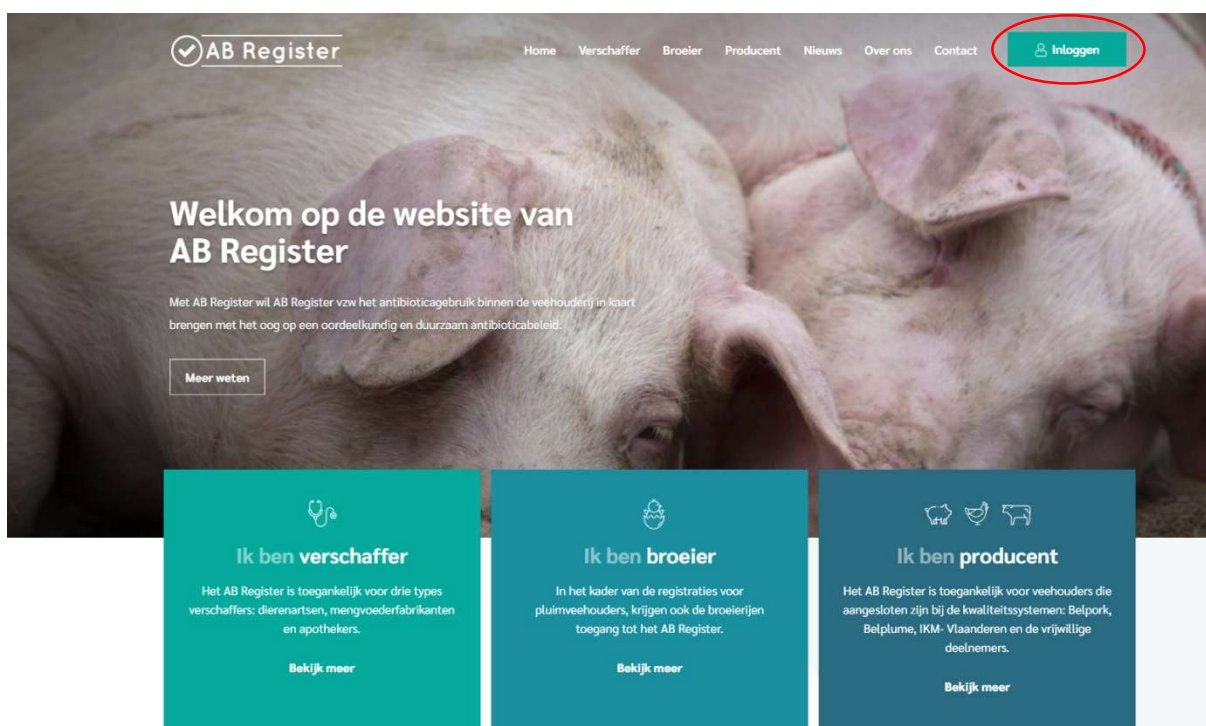 AB Register
Home Verschaffer Broeier Producent Nieuws Over ons Contact Inloggen
Welkom op de website van
AB Register
Met AB Register wil AB Register vzw het antibioticagebruik binnen de veehouderij in kaart
brengen met het oog op een oordeelkundig en duurzaam antibioticabeleid.
Meer weten
Ik ben verschaffer
Het AB Register is toegankelijk voor drie types
verschaffers: dierenartsen, mengvoederfabrikanten
en apothekers.
Bekijk meer
Ik ben broeier
In het kader van de registraties voor
pluimveehouders, krijgen ook de broeierijen
toegang tot het AB Register.
Bekijk meer
Ik ben producent
Het AB Register is toegankelijk voor veehouders die
aangesloten zijn bij de kwaliteitssystemen: Belpork,
Belplume, IKM- Vlaanderen en de vrijwillige
deelnemers.
Bekijk meer